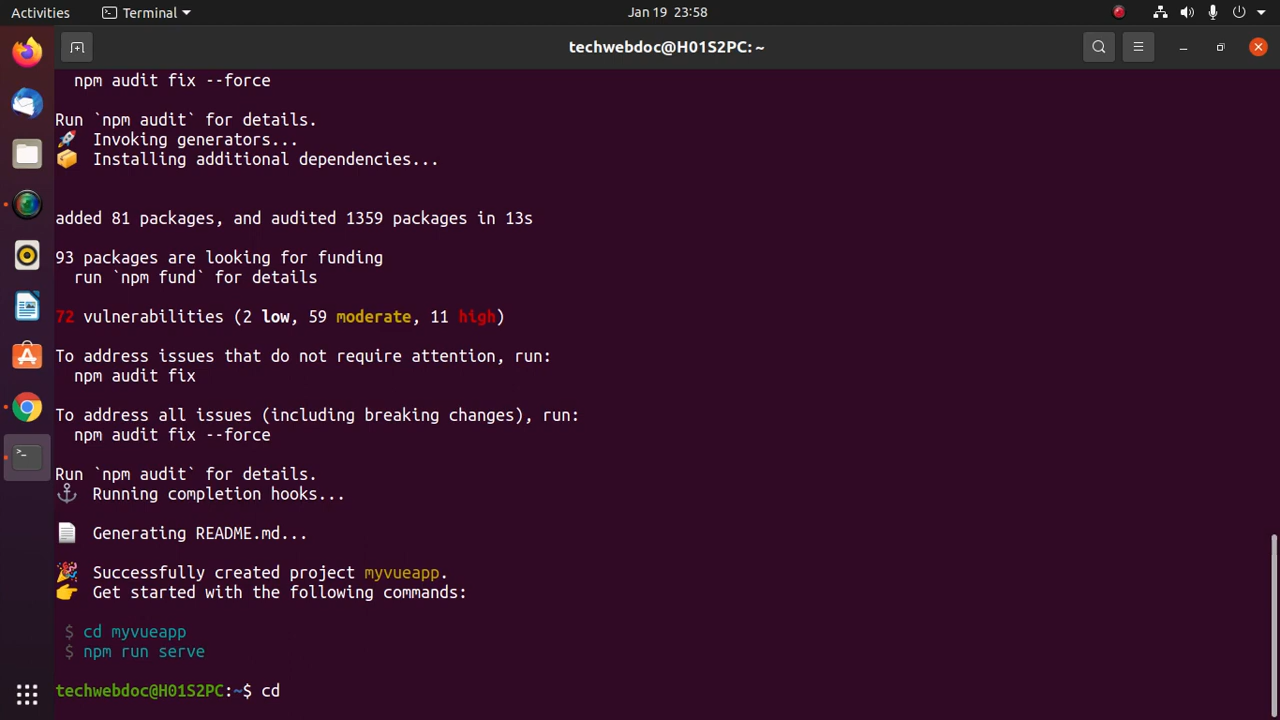 Activities
Terminal
Jan 19 23:58
techwebdoc@H01S2PC: ~
npm audit fix --force
Run `npm audit` for details.
🚀 Invoking generators...
📦 Installing additional dependencies...
added 81 packages, and audited 1359 packages in 13s
93 packages are looking for funding
run `npm fund` for details
72 vulnerabilities (2 low, 59 moderate, 11 high)
To address issues that do not require attention, run:
npm audit fix
To address all issues (including breaking changes), run:
npm audit fix --force
Run `npm audit` for details.
⚓ Running completion hooks...
📄 Generating README.md...
🎉 Successfully created project myvueapp.
👉 Get started with the following commands:
$ cd myvueapp
$ npm run serve
techwebdoc@H01S2PC:~$ cd